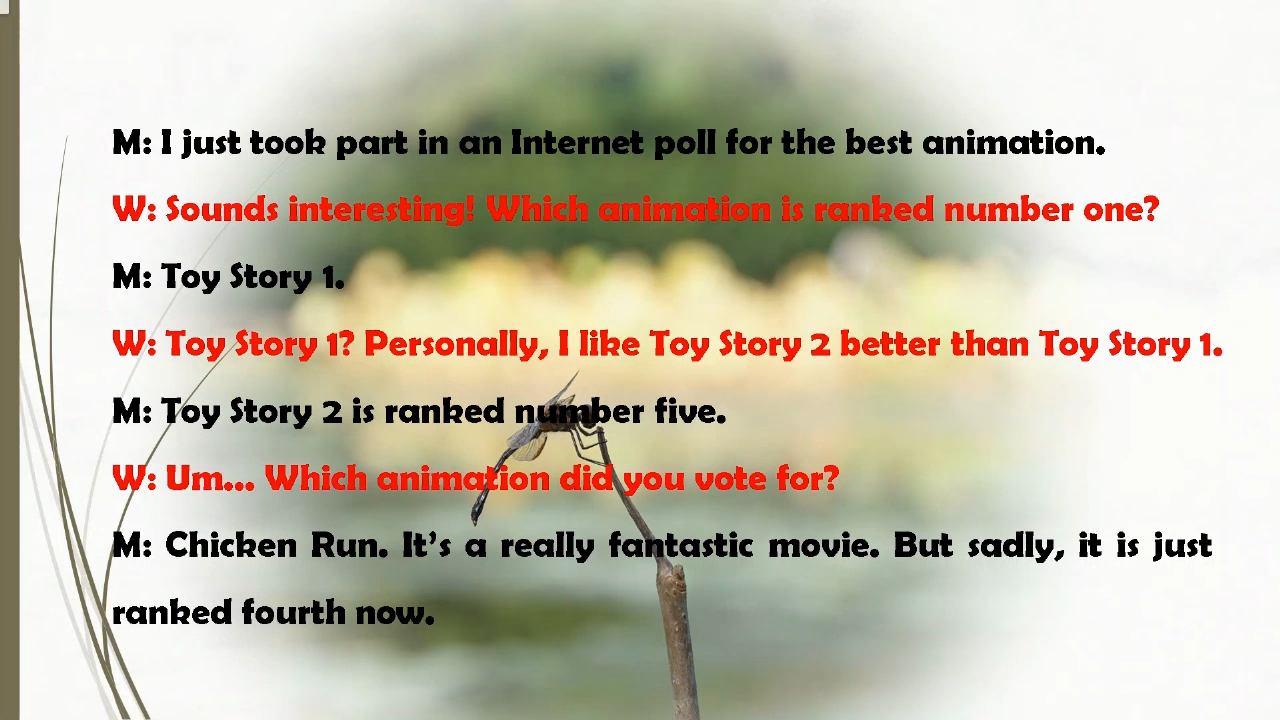 M: I just took part in an Internet poll for the best animation.
W: Sounds interesting! Which animation is ranked number one?
M: Toy Story 1.
W: Toy Story 1? Personally, I like Toy Story 2 better than Toy Story 1.
M: Toy Story 2 is ranked number five.
W: Um... Which animation did you vote for?
M: Chicken Run. It’s a really fantastic movie. But sadly, it is just
ranked fourth now.